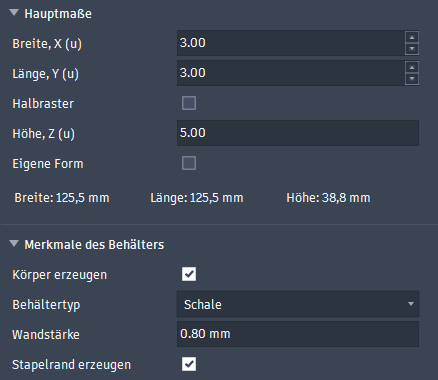 Hauptmaße
Breite, X (u) 3.00
Länge, Y (u) 3.00
Halbraster
Höhe, Z (u) 5.00
Eigene Form
Breite: 125,5 mm Länge: 125,5 mm Höhe: 38,8 mm
Merkmale des Behälters
Körper erzeugen
Behältertyp Schale
Wandstärke 0.80 mm
Stapelrand erzeugen